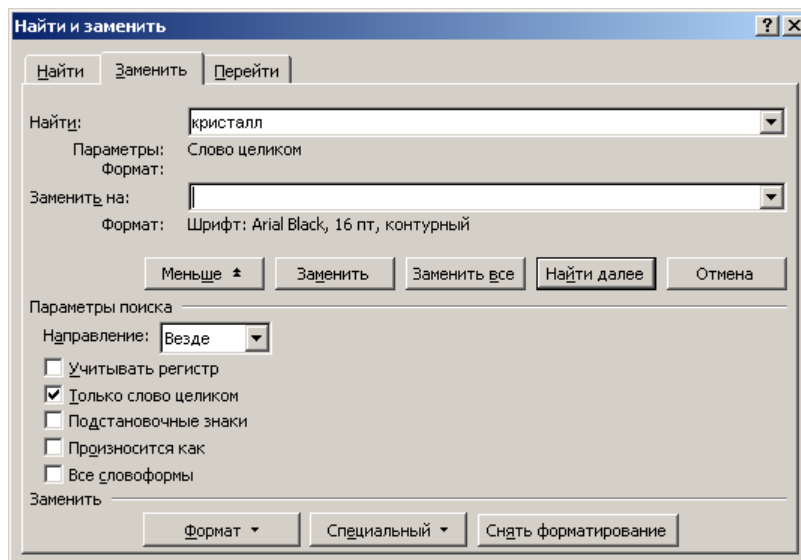 Найти и заменить
Найти Заменить Перейти
Найти: кристалл
Параметры: Слово целиком
Формат:
Заменить на:
Формат: Шрифт: Arial Black, 16 пт, контурный
Меньше Заменить Заменить все Найти далее Отмена
Параметры поиска
Направление: Везде
Учитывать регистр
Только слово целиком
Подстановочные знаки
Произносится как
Все словоформы
Заменить
Формат Специальный Снять форматирование